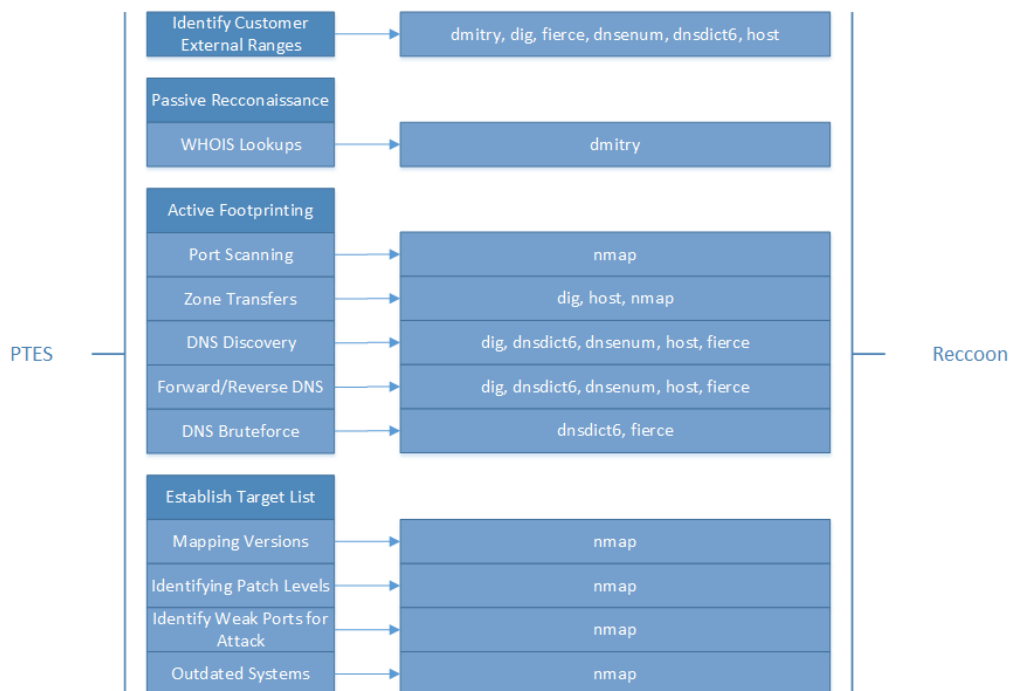 Identify Customer
External Ranges
dmitry, dig, fierce, dnsenum, dnsdict6, host
Passive Recconaissance
WHOIS Lookups
dmitry
Active Footprinting
Port Scanning
nmap
Zone Transfers
dig, host, nmap
DNS Discovery
dig, dnsdict6, dnsenum, host, fierce
Forward/Reverse DNS
dig, dnsdict6, dnsenum, host, fierce
DNS Bruteforce
dnsdict6, fierce
Establish Target List
Mapping Versions
nmap
Identifying Patch Levels
nmap
Identify Weak Ports for
Attack
nmap
Outdated Systems
nmap
PTES
Reccoon